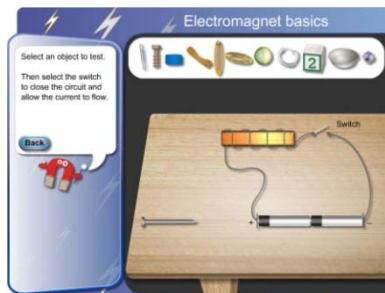 Electromagnet basics
Select an object to test.
Then select the switch
to close the circuit and
allow the current to flow.
Back
2
Switch
+
-